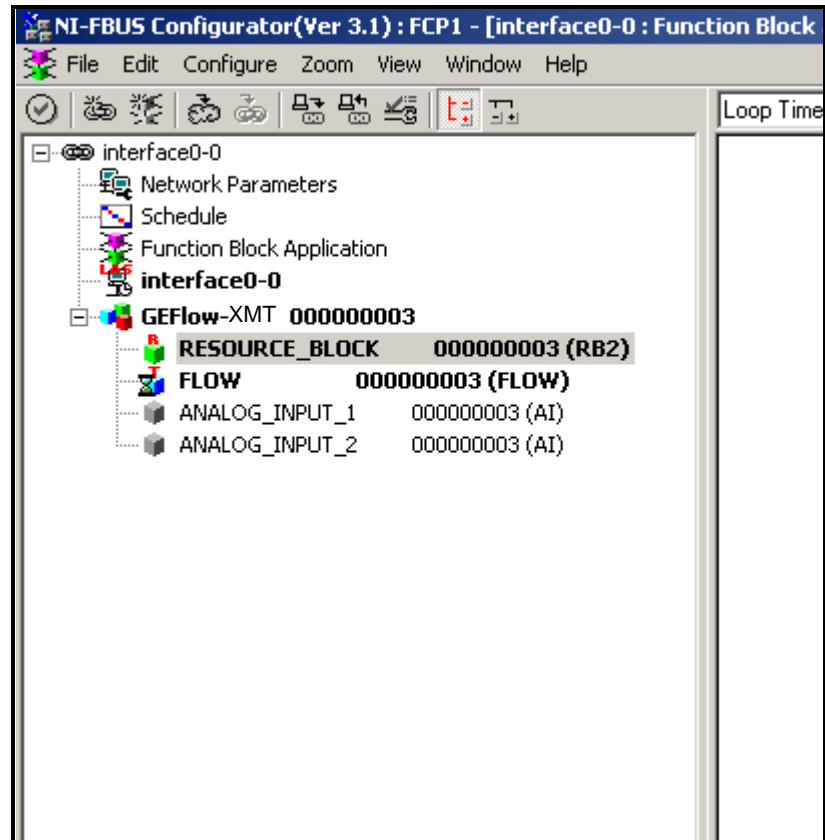 NI-FBUS Configurator(Ver 3.1) : FCP1 - [interface0-0 : Function Block
File Edit Configure Zoom View Window Help
Loop Time
interface0-0
Network Parameters
Schedule
Function Block Application
LAS
interface0-0
GEFlow-XMT 000000003
R
RESOURCE_BLOCK 000000003 (RB2)
T
FLOW 000000003 (FLOW)
ANALOG_INPUT_1 000000003 (AI)
ANALOG_INPUT_2 000000003 (AI)